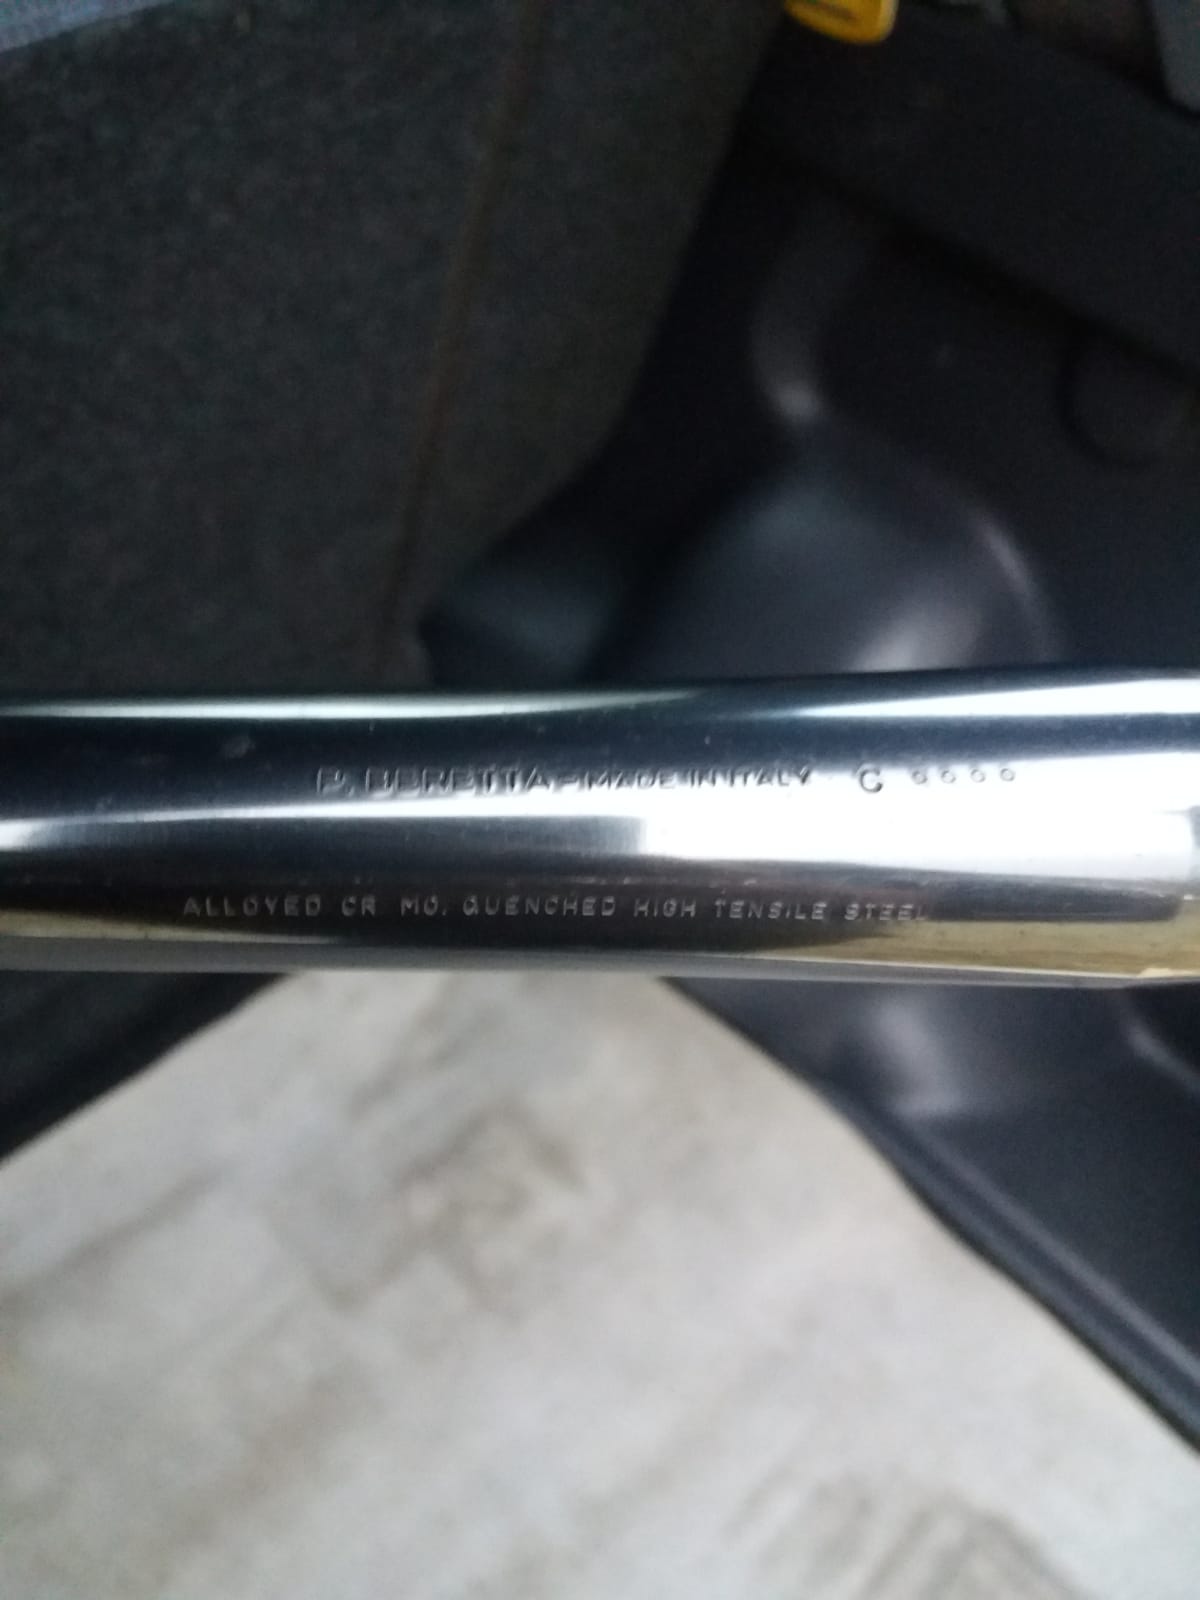 P. BERETTA - MADE IN ITALY C °°°°
ALLOYED CR MO. QUENCHED HIGH TENSILE STEEL